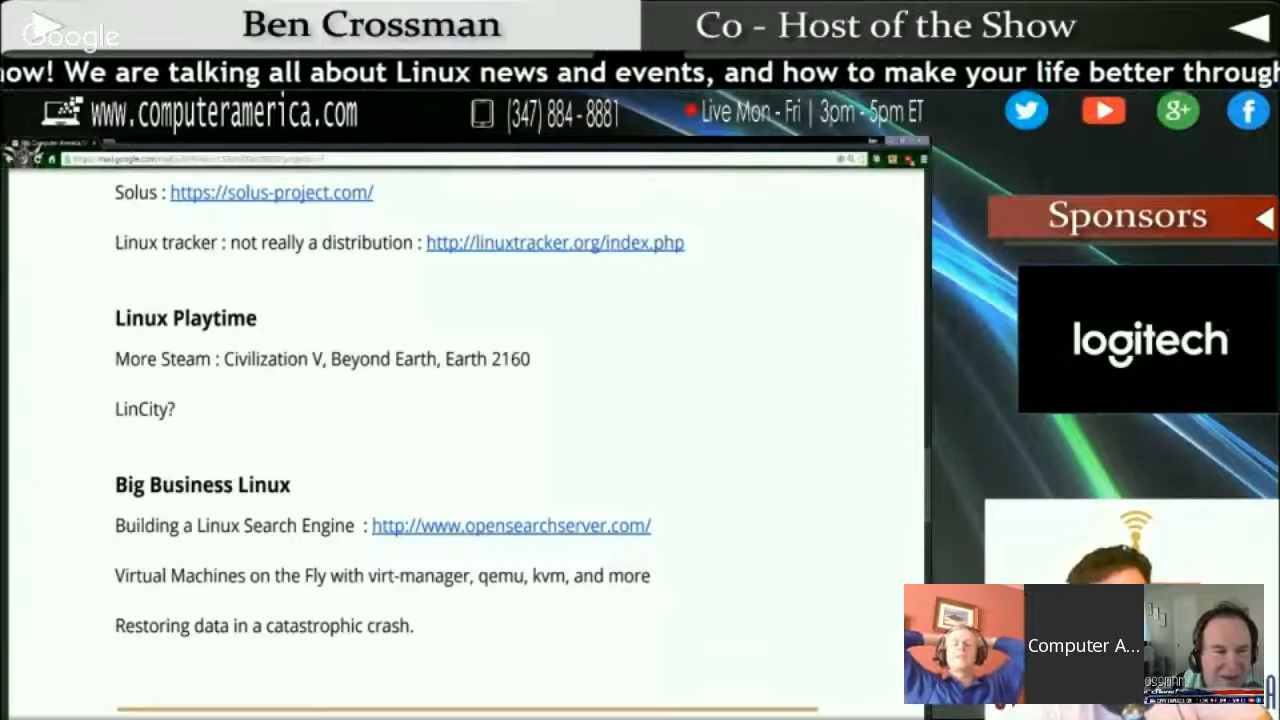 Google
Ben Crossman
Co - Host of the Show
now! We are talking all about Linux news and events, and how to make your life better through
www.computeramerica.com
(347) 884 - 8881
Live Mon - Fri | 3pm - 5pm ET
g+
Solus : https://solus-project.com/
Linux tracker : not really a distribution : http://linuxtracker.org/index.php
Sponsors
logitech
Linux Playtime
More Steam : Civilization V, Beyond Earth, Earth 2160
LinCity?
Big Business Linux
Building a Linux Search Engine : http://www.opensearchserver.com/
Virtual Machines on the Fly with virt-manager, qemu, kvm, and more
Restoring data in a catastrophic crash.
Computer A...